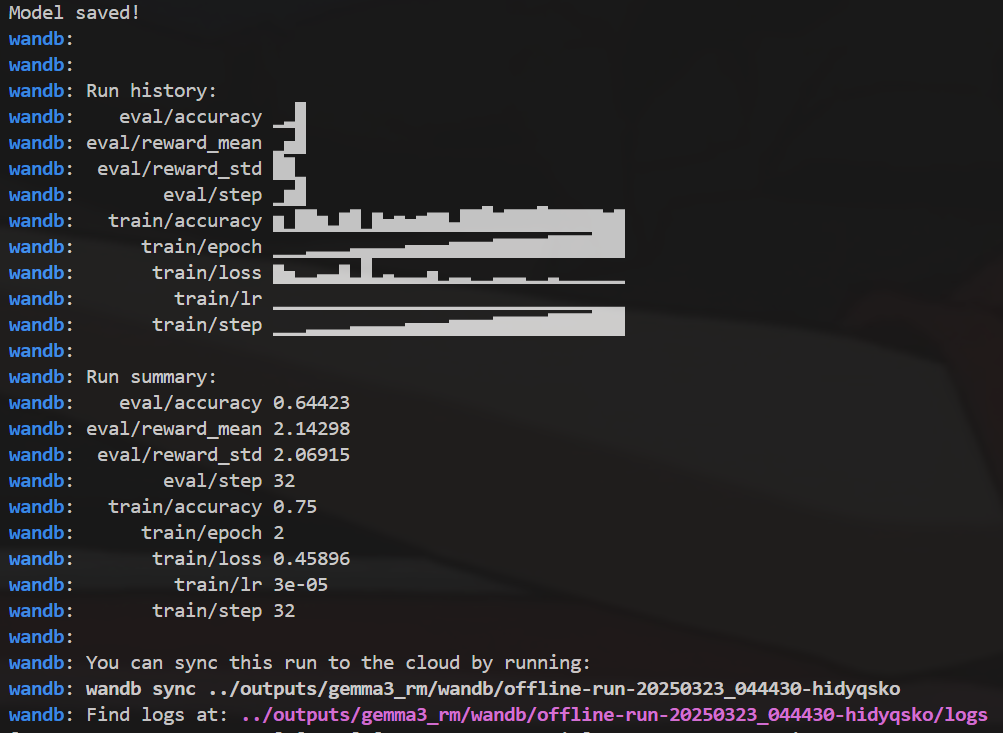 Model saved!
wandb:
wandb:
wandb: Run history:
wandb: eval/accuracy
wandb: eval/reward_mean
wandb: eval/reward_std
wandb: eval/step
wandb: train/accuracy
wandb: train/epoch
wandb: train/loss
wandb: train/lr
wandb: train/step
wandb:
wandb: Run summary:
wandb: eval/accuracy 0.64423
wandb: eval/reward_mean 2.14298
wandb: eval/reward_std 2.06915
wandb: eval/step 32
wandb: train/accuracy 0.75
wandb: train/epoch 2
wandb: train/loss 0.45896
wandb: train/lr 3e-05
wandb: train/step 32
wandb:
wandb: You can sync this run to the cloud by running:
wandb: wandb sync ../outputs/gemma3_rm/wandb/offline-run-20250323_044430-hidyqsko
wandb: Find logs at: ../outputs/gemma3_rm/wandb/offline-run-20250323_044430-hidyqsko/logs